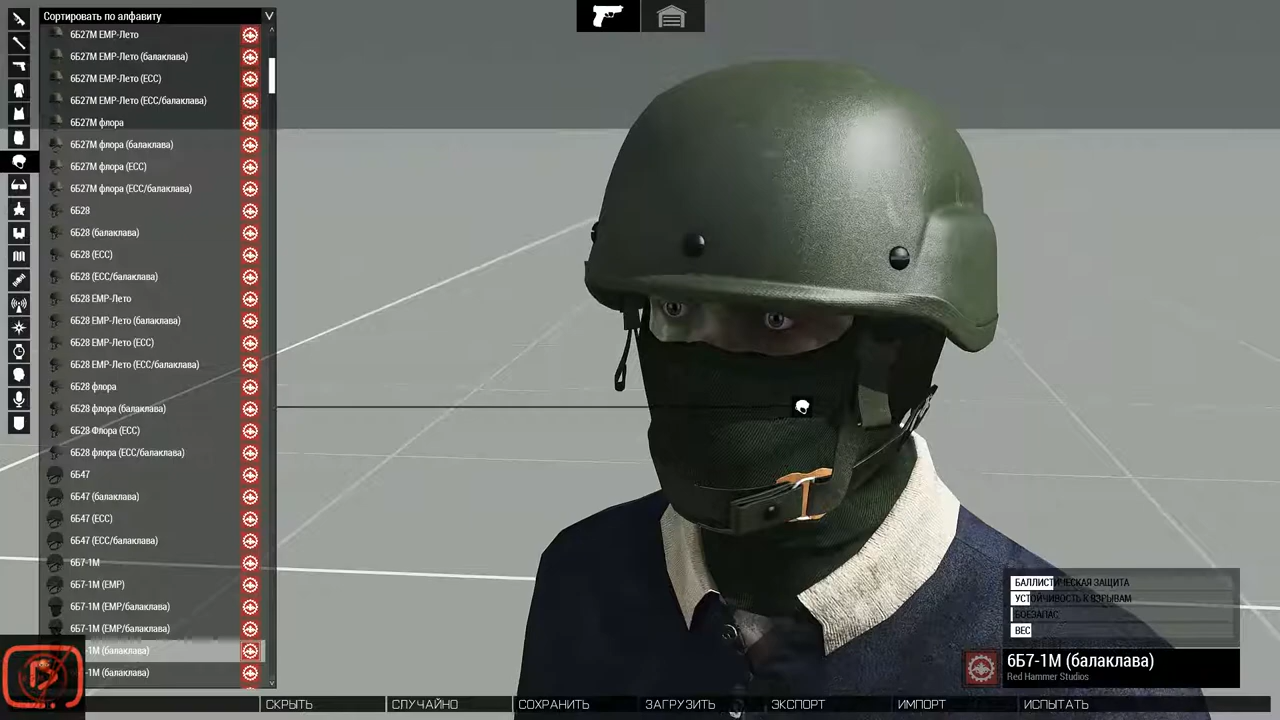 Сортировать по алфавиту
6Б27М ЕМР-Лето
6Б27М ЕМР-Лето (балаклава)
6Б27М ЕМР-Лето (ЕСС)
6Б27М ЕМР-Лето (ЕСС/балаклава)
6Б27М флора
6Б27М флора (балаклава)
6Б27М флора (ЕСС)
6Б27М флора (ЕСС/балаклава)
6Б28
6Б28 (балаклава)
6Б28 (ЕСС)
6Б28 (ЕСС/балаклава)
6Б28 ЕМР-Лето
6Б28 ЕМР-Лето (балаклава)
6Б28 ЕМР-Лето (ЕСС)
6Б28 ЕМР-Лето (ЕСС/балаклава)
6Б28 флора
6Б28 флора (балаклава)
6Б28 Флора (ЕСС)
6Б28 флора (ЕСС/балаклава)
6Б47
6Б47 (балаклава)
6Б47 (ЕСС)
6Б47 (ЕСС/балаклава)
6Б7-1М
6Б7-1М (ЕМР)
6Б7-1М (ЕМР/балаклава)
6Б7-1М (ЕМР/балаклава)
-1М (балаклава)
-1М (балаклава)
БАЛЛИСТИЧЕСКАЯ ЗАЩИТА
УСТОЙЧИВОСТЬ К ВЗРЫВАМ
БОЕЗАПАС
ВЕС
6Б7-1М (балаклава)
Red Hammer Studios
СКРЫТЬ
СЛУЧАЙНО
СОХРАНИТЬ
ЗАГРУЗИТЬ
ЭКСПОРТ
ИМПОРТ
ИСПЫТАТЬ